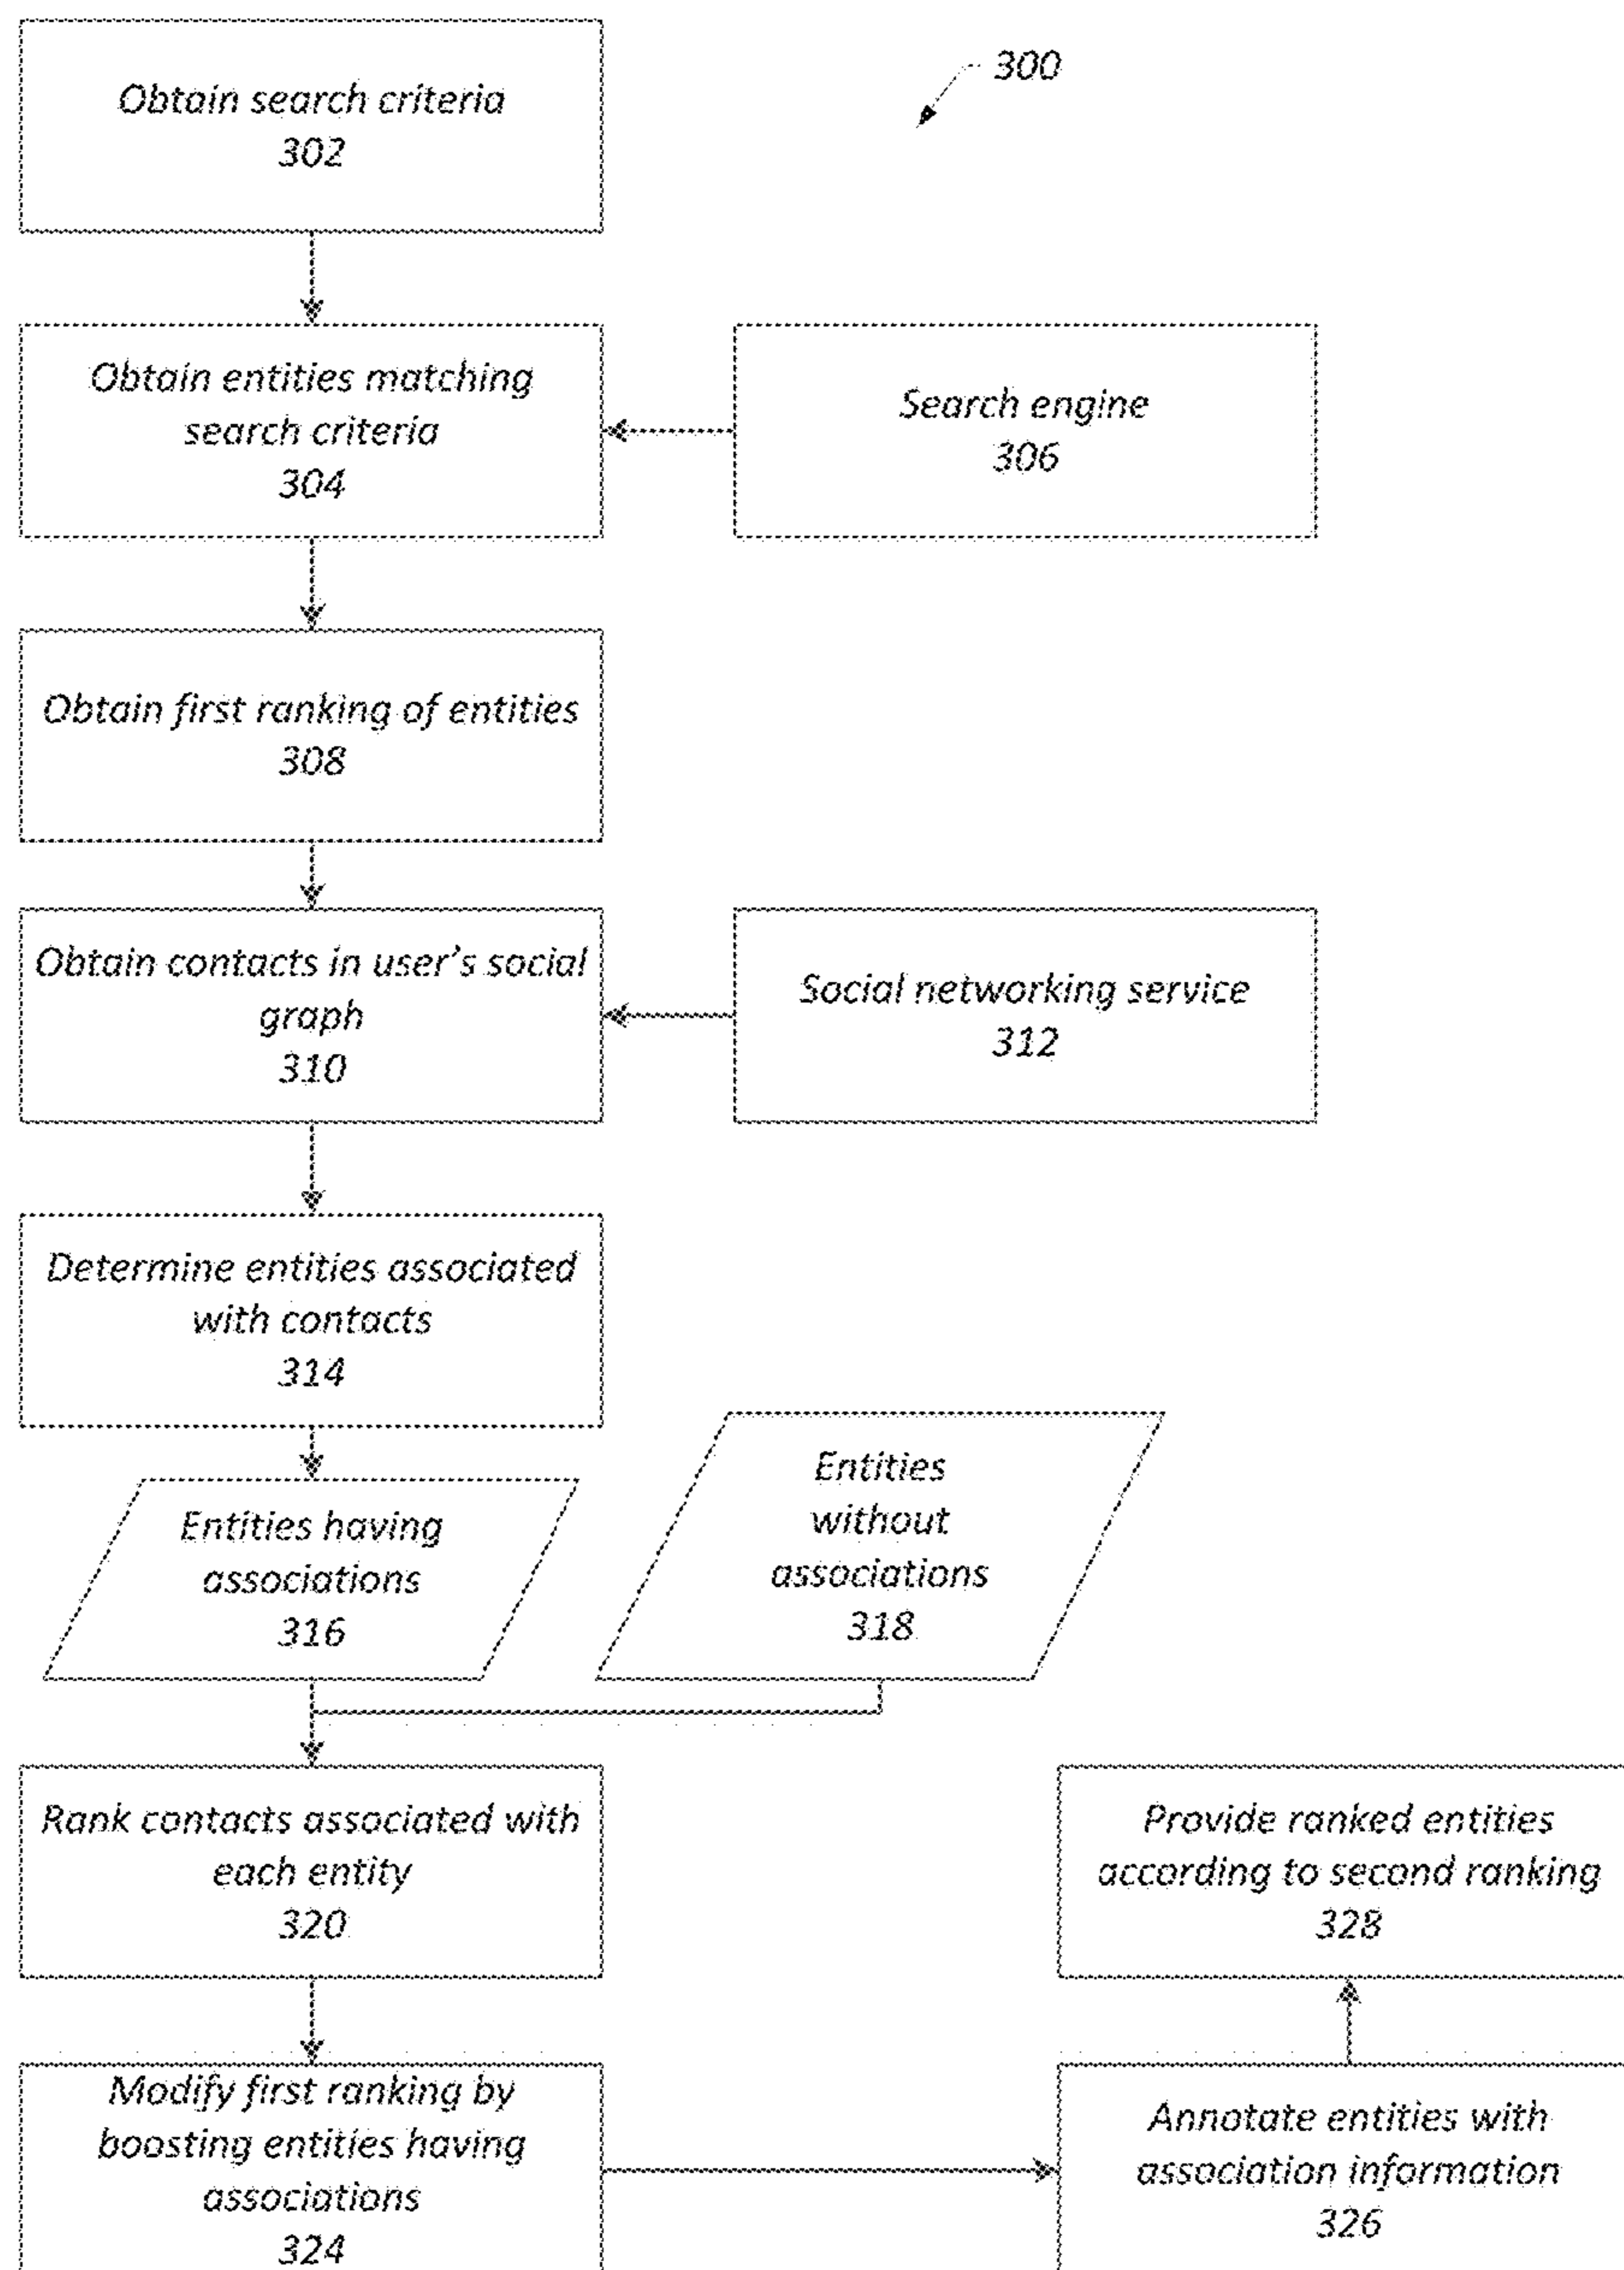 300
Obtain search criteria
302
Obtain entities matching
search criteria
304
Search engine
306
Obtain first ranking of entities
308
Obtain contacts in user's social
graph
310
Social networking service
312
Determine entities associated
with contacts
314
Entities having
associations
316
Entities
without
associations
318
Rank contacts associated with
each entity
320
Modify first ranking by
boosting entities having
associations
324
Annotate entities with
association information
326
Provide ranked entities
according to second ranking
328